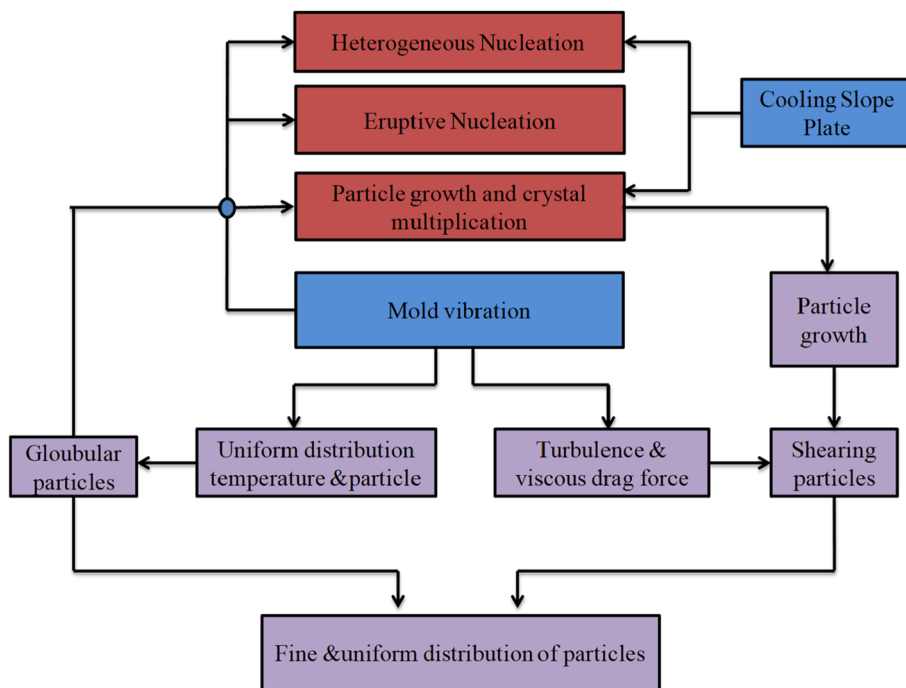 Heterogeneous Nucleation
Eruptive Nucleation
Cooling Slope
Plate
Particle growth and crystal
multiplication
Mold vibration
Particle
growth
Gloubular
particles
Uniform distribution
temperature &particle
Turbulence &
viscous drag force
Shearing
particles
Fine &uniform distribution of particles